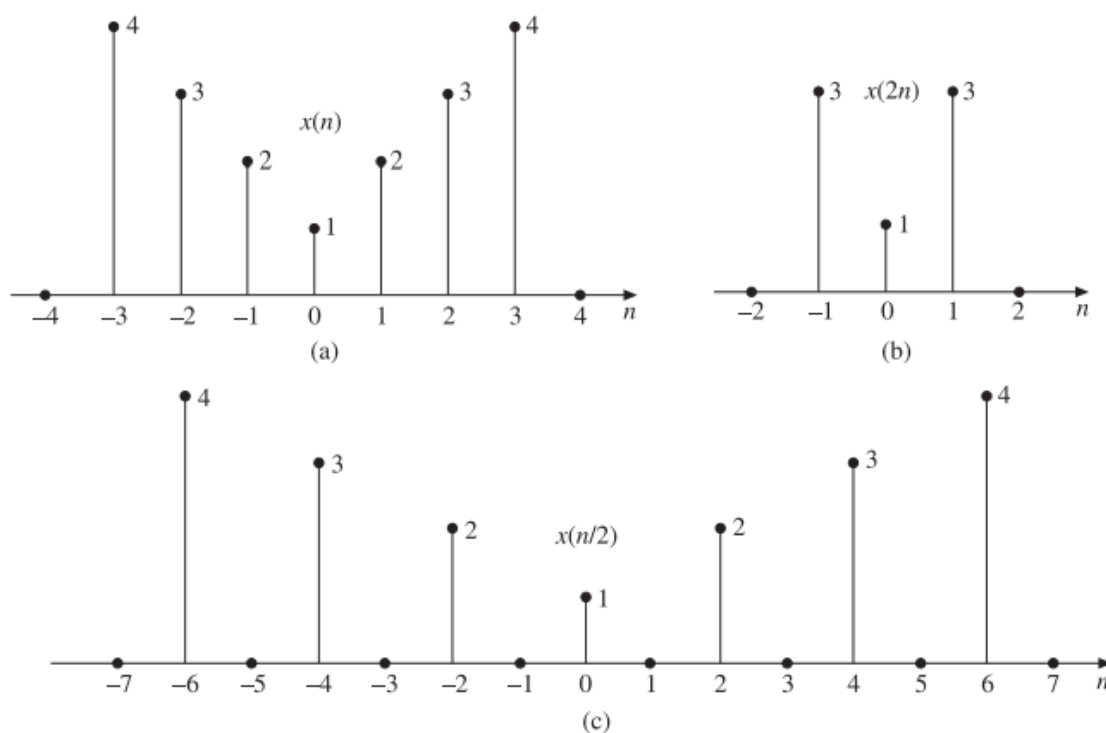 4 4
3 3
x(n)
2 2
1
–4 –3 –2 –1 0 1 2 3 4 n
(a)
3 x(2n) 3
1
–2 –1 0 1 2 n
(b)
4 4
3 3
2 x(n/2) 2
1
–7 –6 –5 –4 –3 –2 –1 0 1 2 3 4 5 6 7 n
(c)